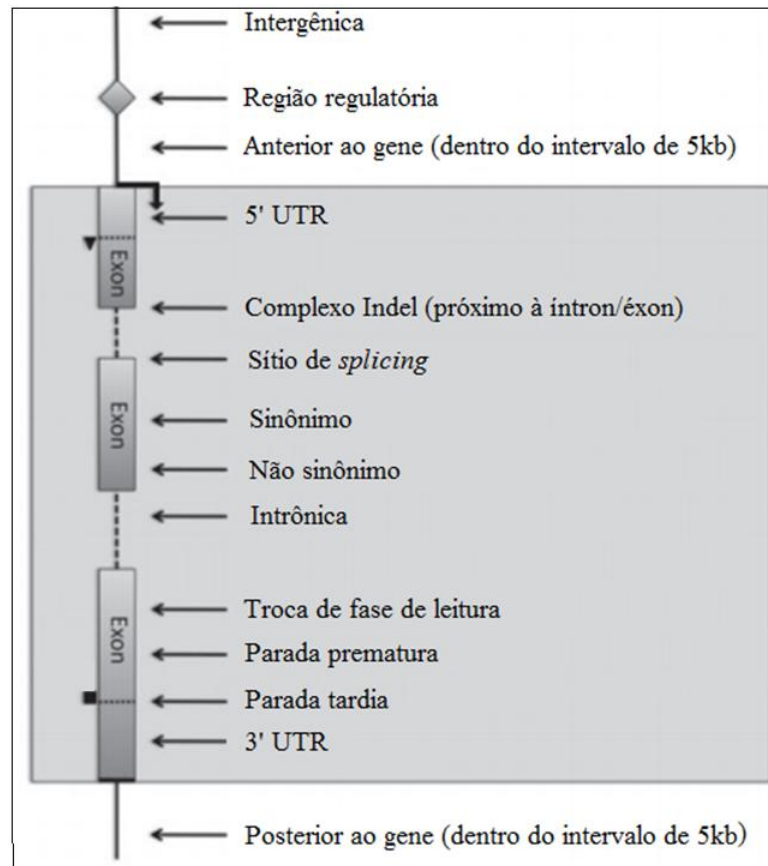 Intergênica
Região regulatória
Anterior ao gene (dentro do intervalo de 5kb)
5' UTR
Exon
Complexo Indel (próximo à íntron/éxon)
Sítio de splicing
Exon
Sinônimo
Não sinônimo
Intrônica
Exon
Troca de fase de leitura
Parada prematura
Parada tardia
3' UTR
Posterior ao gene (dentro do intervalo de 5kb)